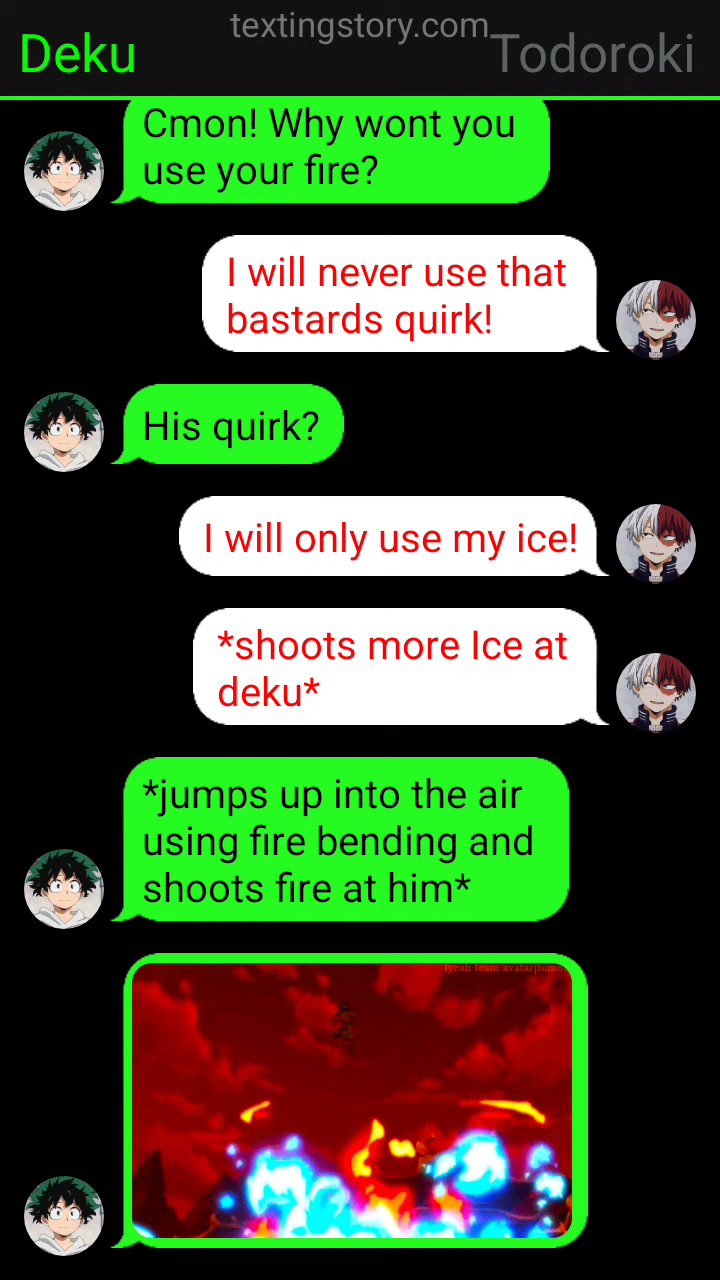 textingstory.com
Deku
Todoroki
Cmon! Why wont you
use your fire?
I will never use that
bastards quirk!
His quirk?
I will only use my ice!
*shoots more Ice at
deku*
*jumps up into the air
using fire bending and
shoots fire at him*